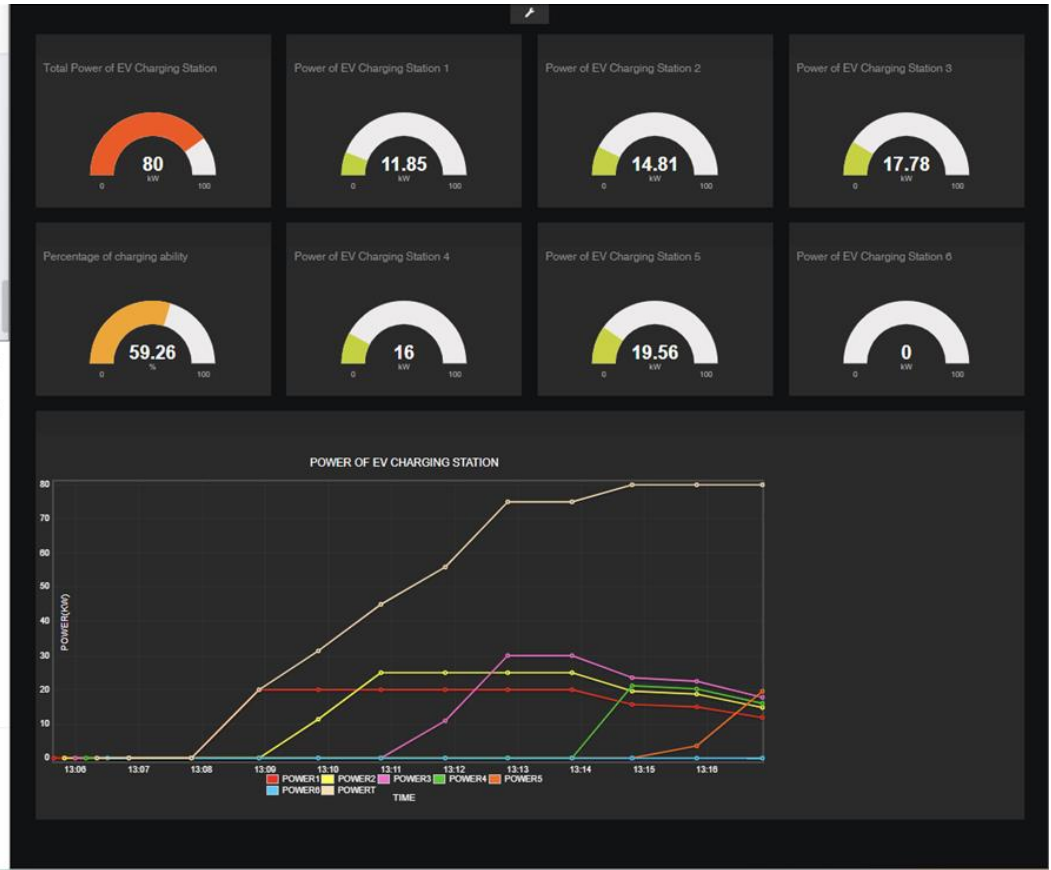 Total Power of EV Charging Station
80
kW
0 100
Power of EV Charging Station 1
11.85
kW
0 100
Power of EV Charging Station 2
14.81
kW
0 100
Power of EV Charging Station 3
17.78
kW
0 100
Percentage of charging ability
59.26
%
0 100
Power of EV Charging Station 4
16
kW
0 100
Power of EV Charging Station 5
19.56
kW
0 100
Power of EV Charging Station 6
0
kW
0 100
POWER OF EV CHARGING STATION
80
70
60
50
40
30
20
10
0
POWER(KW)
13:06 13:07 13:08 13:09 13:10 13:11 13:12 13:13 13:14 13:15 13:16
POWER1 POWER2 POWER3 POWER4 POWER5
POWER6 POWERT
TIME